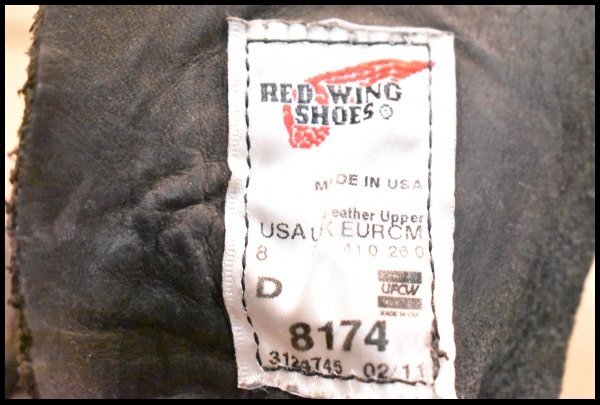 RED WING
SHOES ®
MADE IN USA
Leather Upper
USA UK EUR CM
8 41 0 26 0
D
UFCW
MADE IN USA
8174
02/11